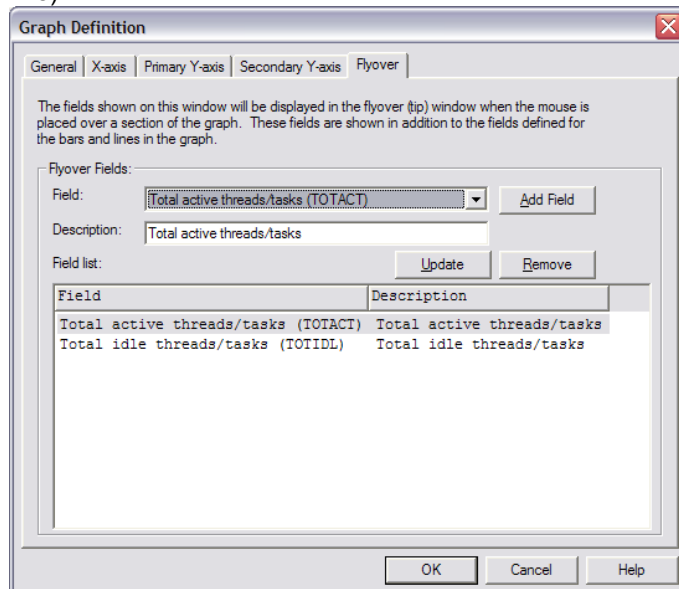 Graph Definition
General X-axis Primary Y-axis Secondary Y-axis Flyover
The fields shown on this window will be displayed in the flyover (tip) window when the mouse is
placed over a section of the graph. These fields are shown in addition to the fields defined for
the bars and lines in the graph.
Flyover Fields:
Field: Total active threads/tasks (TOTACT) Add Field
Description: Total active threads/tasks
Field list: Update Remove
Field Description
Total active threads/tasks (TOTACT) Total active threads/tasks
Total idle threads/tasks (TOTIDL) Total idle threads/tasks
OK Cancel Help